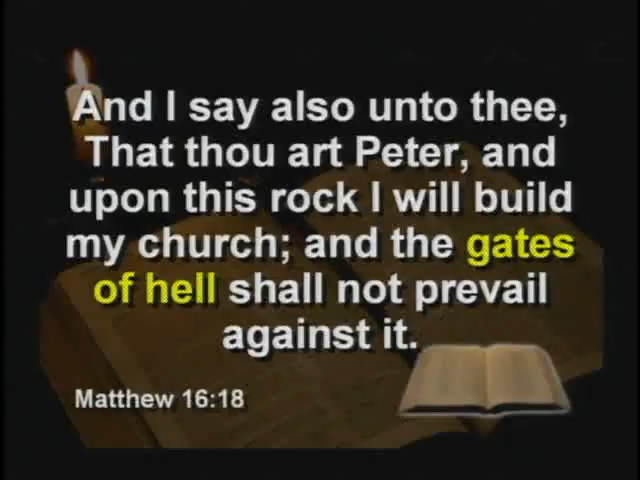 And I say also unto thee,
That thou art Peter, and
upon this rock I will build
my church; and the gates
of hell shall not prevail
against it.
Matthew 16:18